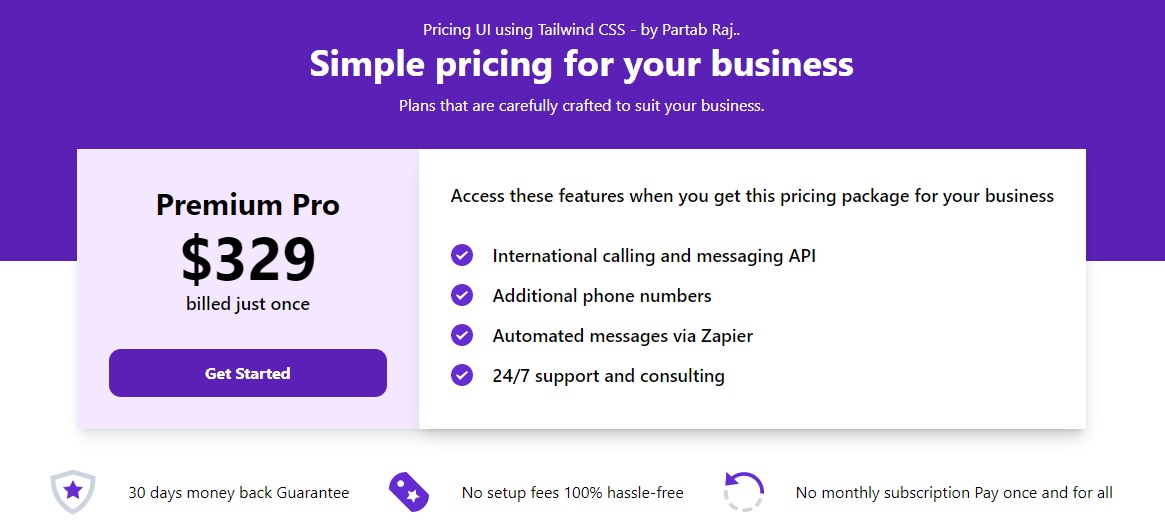 Pricing UI using Tailwind CSS - by Partab Raj..
Simple pricing for your business
Plans that are carefully crafted to suit your business.
Premium Pro
$329
billed just once
Get Started
Access these features when you get this pricing package for your business
International calling and messaging API
Additional phone numbers
Automated messages via Zapier
24/7 support and consulting
30 days money back Guarantee
No setup fees 100% hassle-free
No monthly subscription Pay once and for all